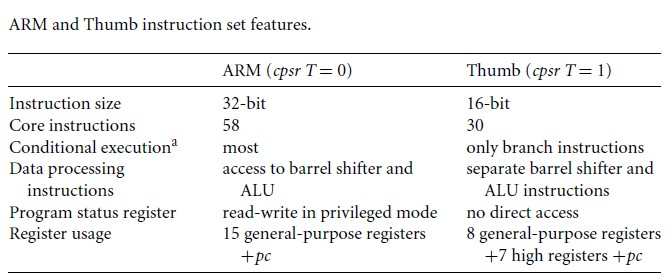 ARM and Thumb instruction set features.
ARM (cpsr T = 0) Thumb (cpsr T = 1)
Instruction size 32-bit 16-bit
Core instructions 58 30
Conditional executionᵃ most only branch instructions
Data processing access to barrel shifter and separate barrel shifter and
instructions ALU ALU instructions
Program status register read-write in privileged mode no direct access
Register usage 15 general-purpose registers 8 general-purpose registers
+pc +7 high registers +pc